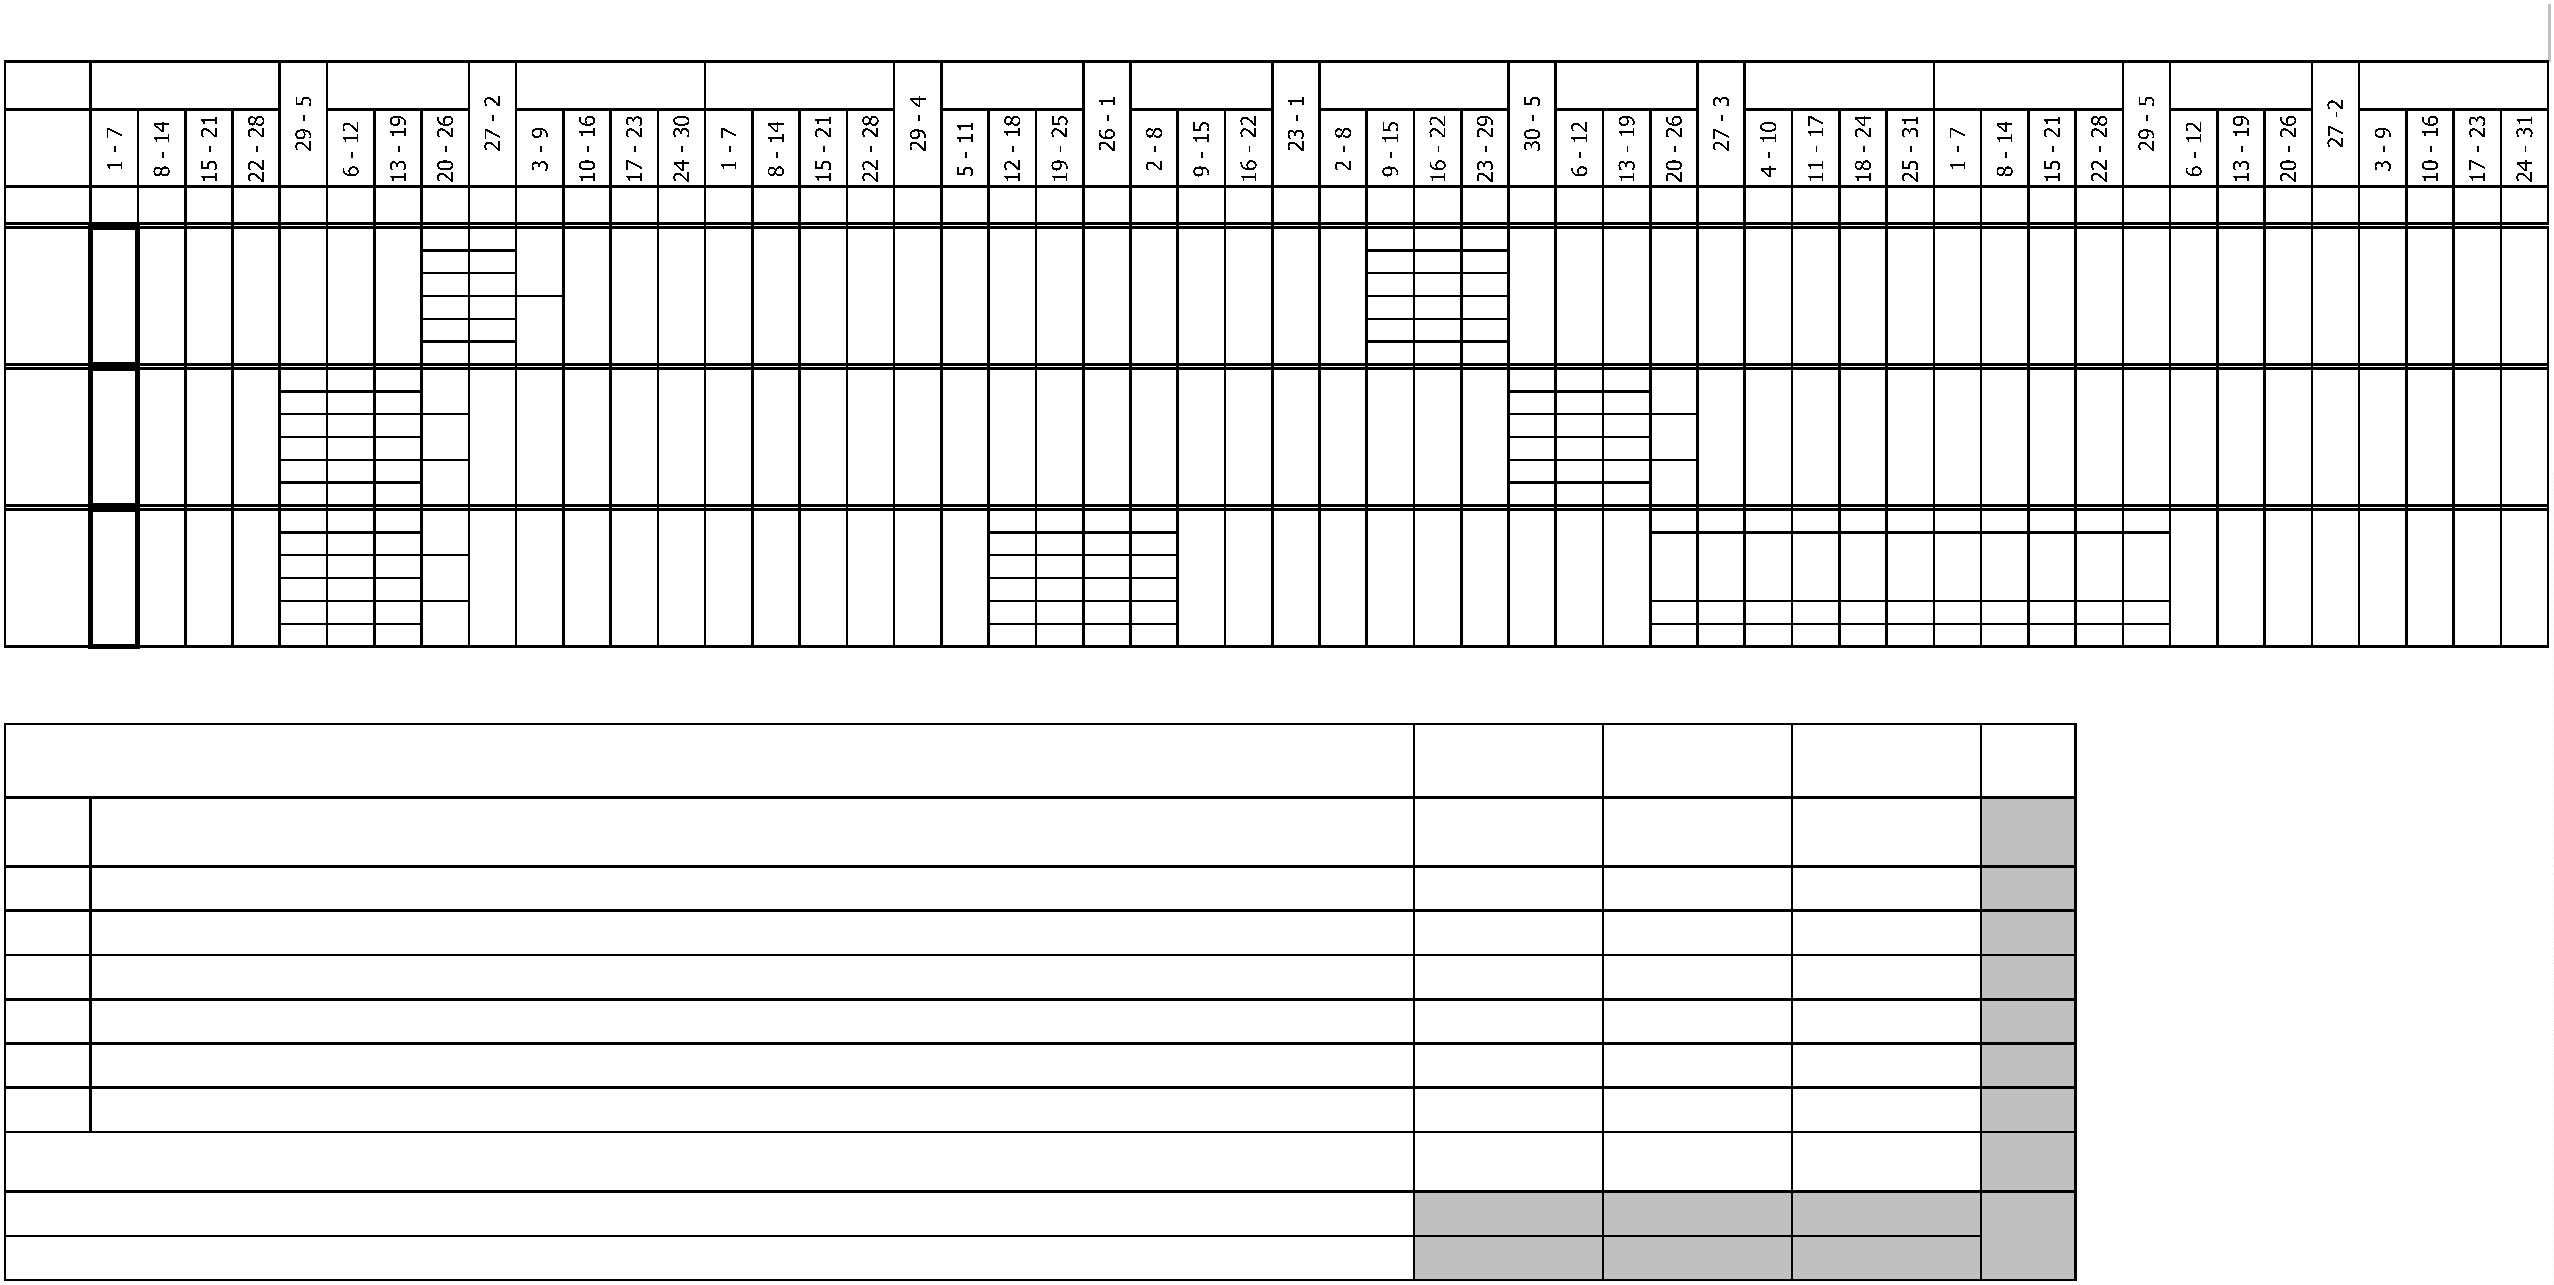 1 - 7
8 - 14
15 - 21
22 - 28
29 - 5
6 - 12
13 - 19
20 - 26
27 - 2
3 - 9
10 - 16
17 - 23
24 - 30
1 - 7
8 - 14
15 - 21
22 - 28
29 - 4
5 - 11
12 - 18
19 - 25
26 - 1
2 - 8
9 - 15
16 - 22
23 - 1
2 - 8
9 - 15
16 - 22
23 - 29
30 - 5
6 - 12
13 - 19
20 - 26
27 - 3
4 - 10
11 - 17
18 - 24
25 - 31
1 - 7
8 - 14
15 - 21
22 - 28
29 - 5
6 - 12
13 - 19
20 - 26
27 -2
3 - 9
10 - 16
17 - 23
24 - 31